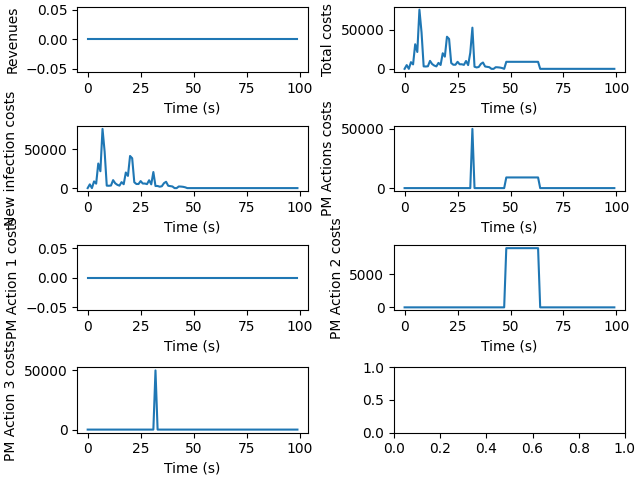 Revenues
0.05
0.00
−0.05
0 25 50 75 100
Time (s)
Total costs
50000
0
0 25 50 75 100
Time (s)
New infection costs
50000
0
0 25 50 75 100
Time (s)
PM Actions costs
50000
0
0 25 50 75 100
Time (s)
PM Action 1 costs
0.05
0.00
−0.05
0 25 50 75 100
Time (s)
PM Action 2 costs
5000
0
0 25 50 75 100
Time (s)
PM Action 3 costs
50000
0
0 25 50 75 100
Time (s)
1.0
0.5
0.0
0.0 0.2 0.4 0.6 0.8 1.0